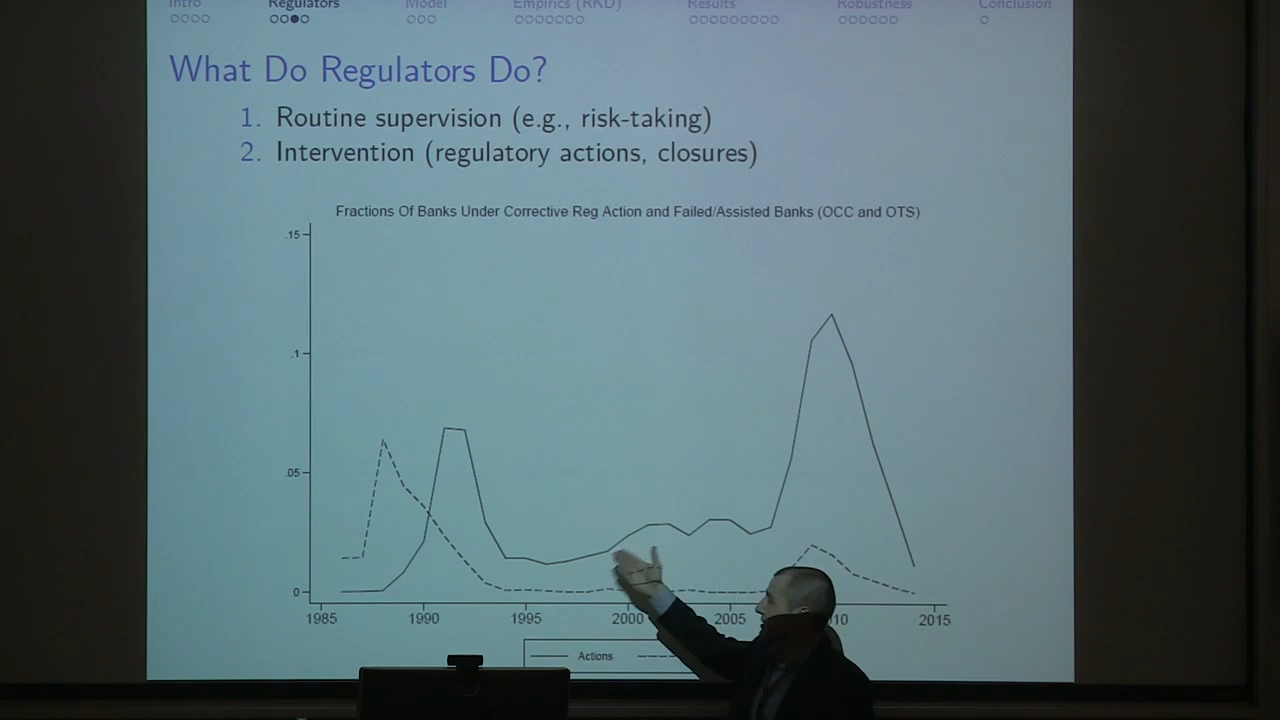 Intro Regulators Model Empirics (RKD) Results Robustness Conclusion
What Do Regulators Do?
1. Routine supervision (e.g., risk-taking)
2. Intervention (regulatory actions, closures)
Fractions Of Banks Under Corrective Reg Action and Failed/Assisted Banks (OCC and OTS)
.15
.1
.05
0
1985 1990 1995 2000 2005 10 2015
Actions